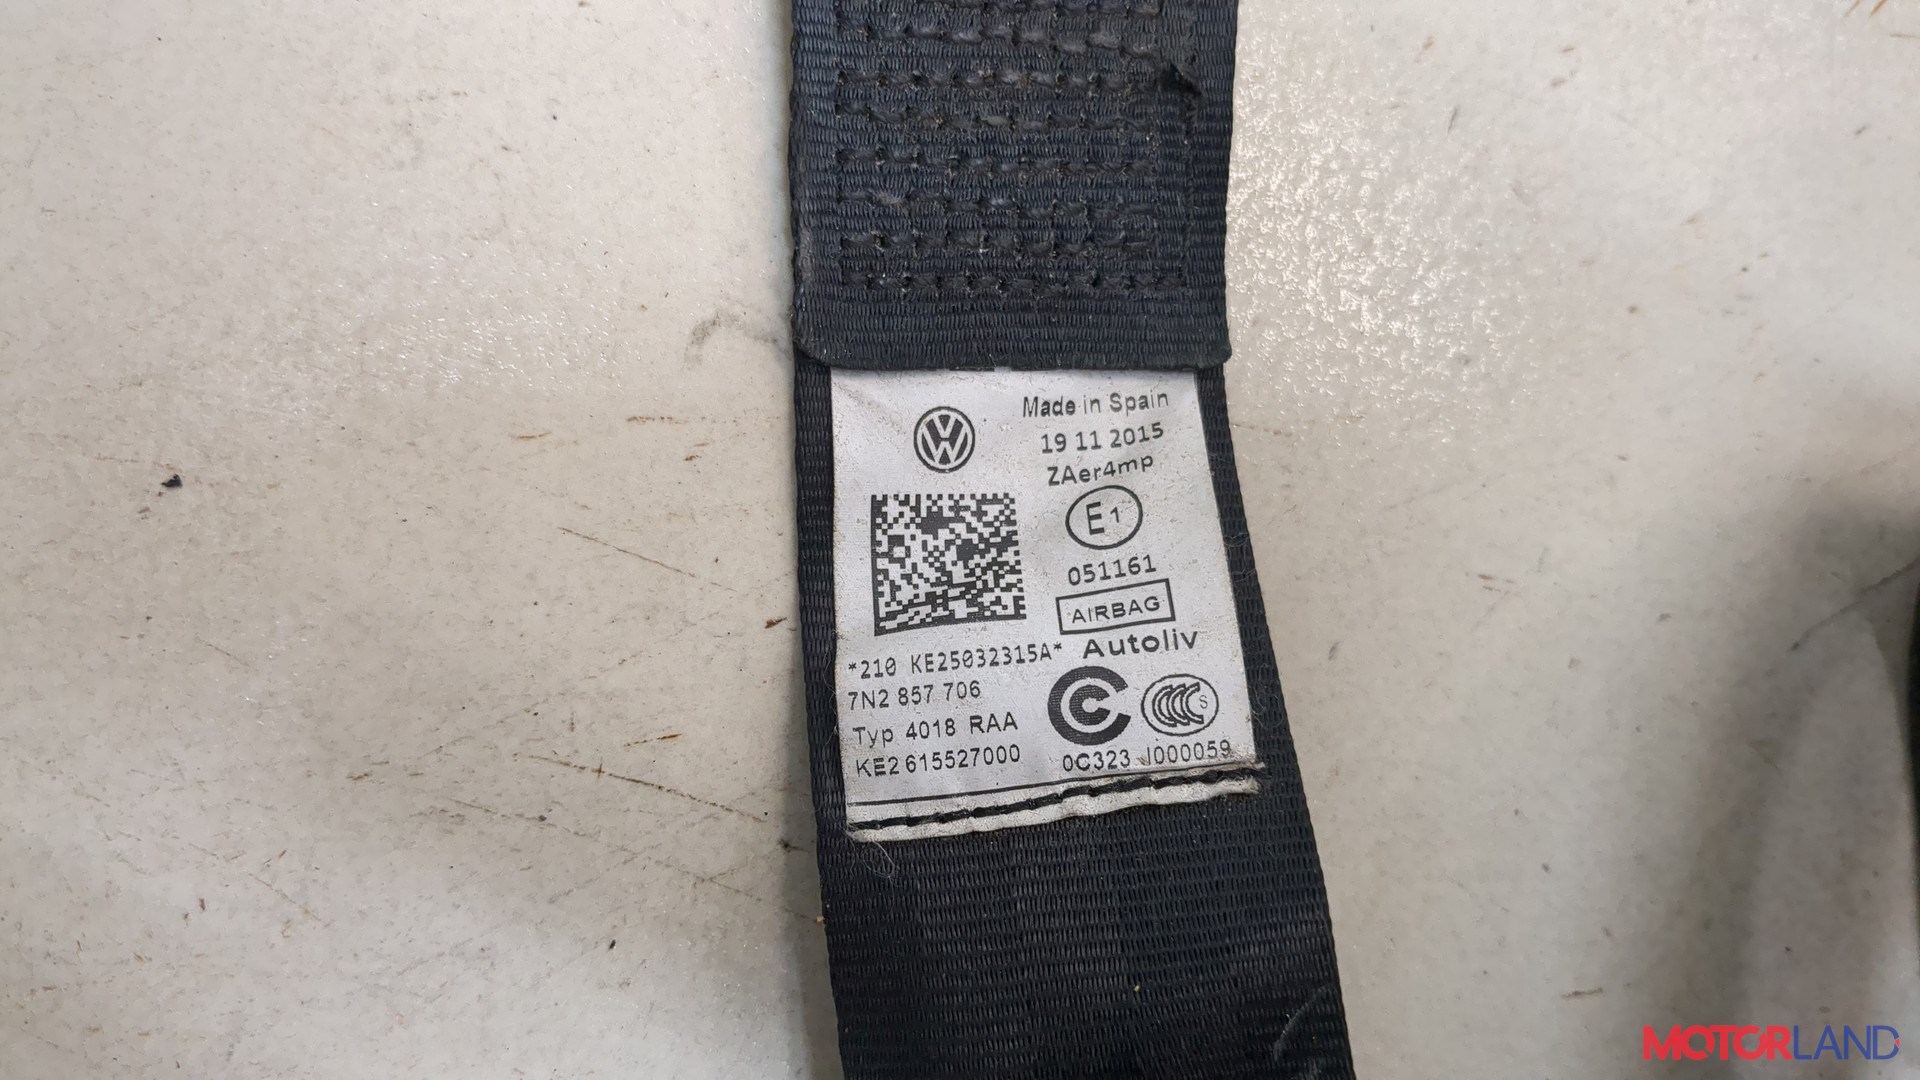 Made in Spain
19 11 2015
ZAer4mp
E1
051161
AIRBAG
Autoliv
*210 KE25032315A*
7N2 857 706
Typ 4018 RAA
KE2 615527000
CCC S
0C323 J000059
MOTORLAND